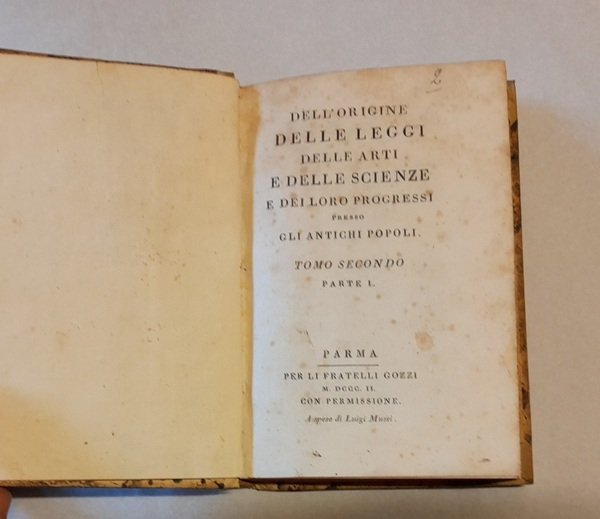 2
DELL'ORIGINE
DELLE LEGGI
DELLE ARTI
E DELLE SCIENZE
E DEI LORO PROGRESSI
PRESSO
GLI ANTICHI POPOLI.
TOMO SECONDO
PARTE I.
PARMA
PER LI FRATELLI GOZZI
M. DCCC. II.
CON PERMISSIONE.
A spese di Luigi Mussi.